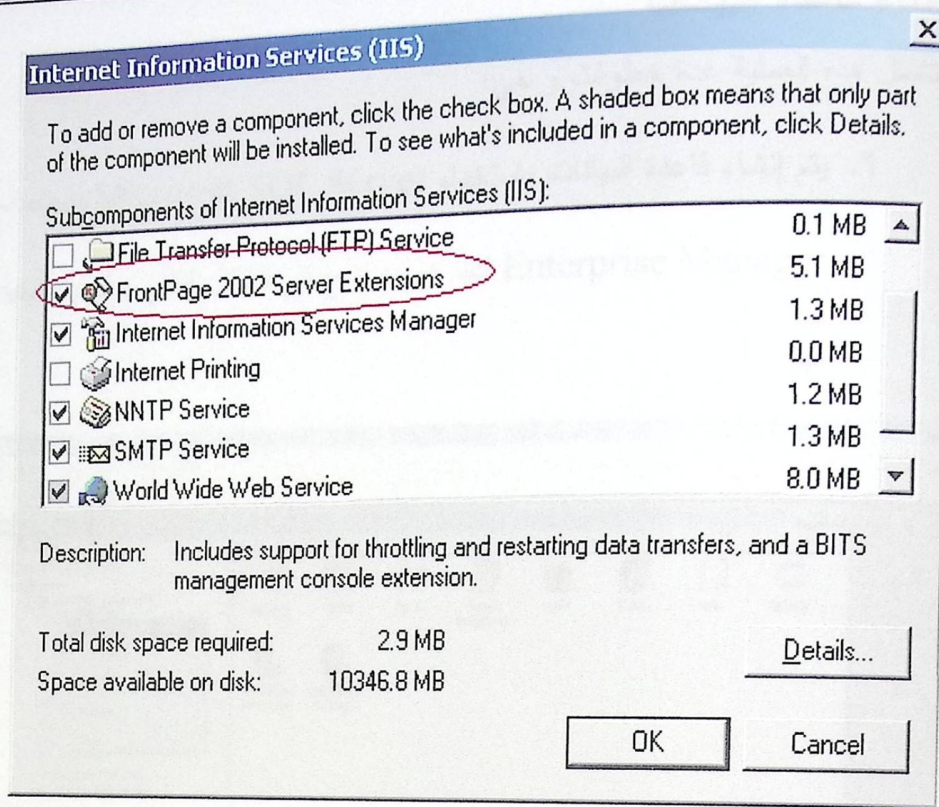 Internet Information Services (IIS)
To add or remove a component, click the check box. A shaded box means that only part
of the component will be installed. To see what's included in a component, click Details.
Subcomponents of Internet Information Services (IIS):
File Transfer Protocol (FTP) Service 0.1 MB
FrontPage 2002 Server Extensions 5.1 MB
Internet Information Services Manager 1.3 MB
Internet Printing 0.0 MB
NNTP Service 1.2 MB
SMTP Service 1.3 MB
World Wide Web Service 8.0 MB
Description: Includes support for throttling and restarting data transfers, and a BITS
management console extension.
Total disk space required: 2.9 MB
Details...
Space available on disk: 10346.8 MB
OK Cancel